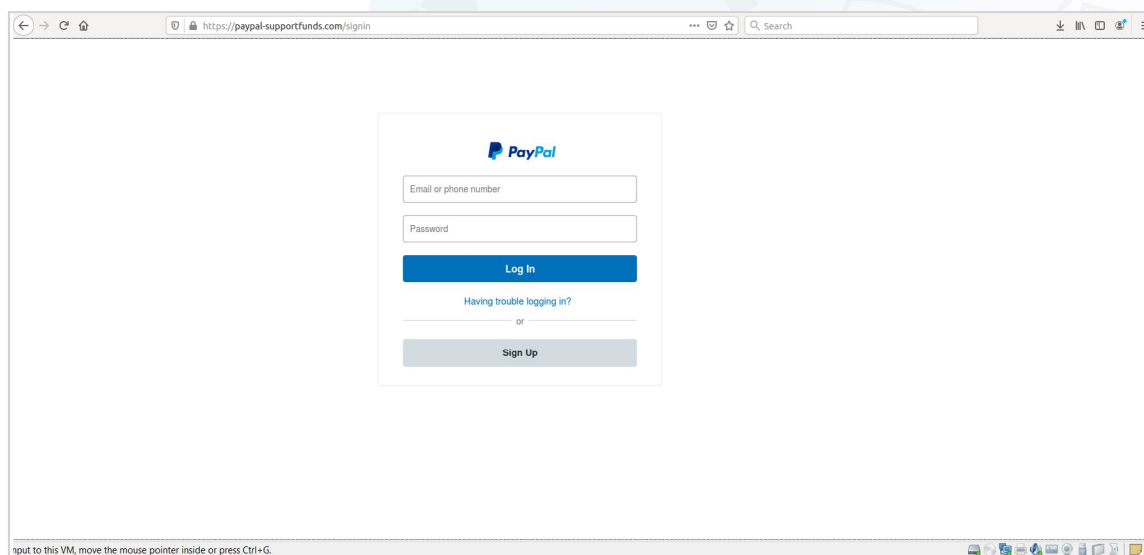 https://paypal-supportfunds.com/signin
Search
PayPal
Email or phone number
Password
Log In
Having trouble logging in?
or
Sign Up
nput to this VM, move the mouse pointer inside or press Ctrl+G.